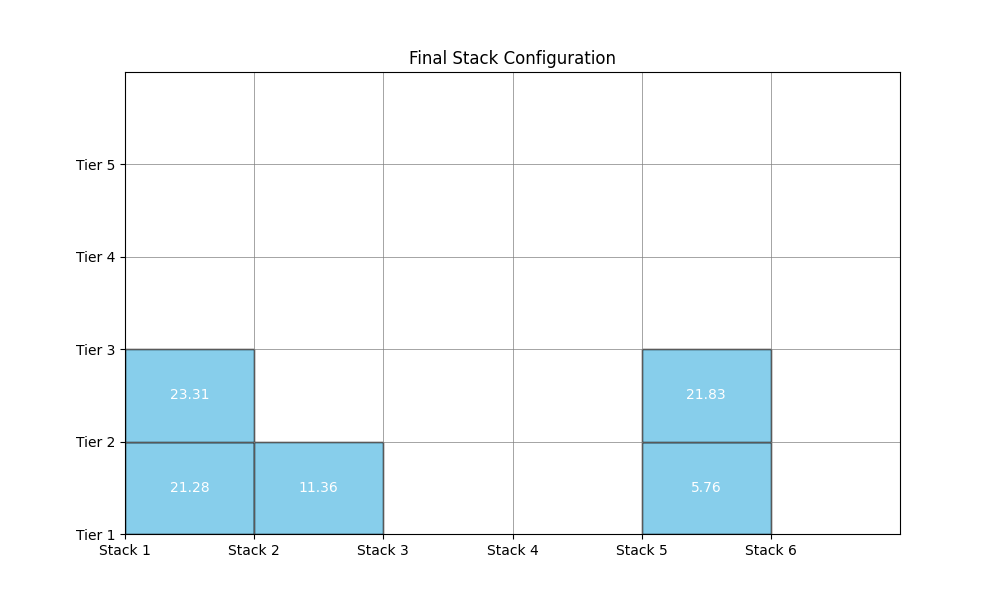 Final Stack Configuration
Tier 5
Tier 4
Tier 3
23.31
21.83
Tier 2
21.28
11.36
5.76
Tier 1
Stack 1
Stack 2
Stack 3
Stack 4
Stack 5
Stack 6